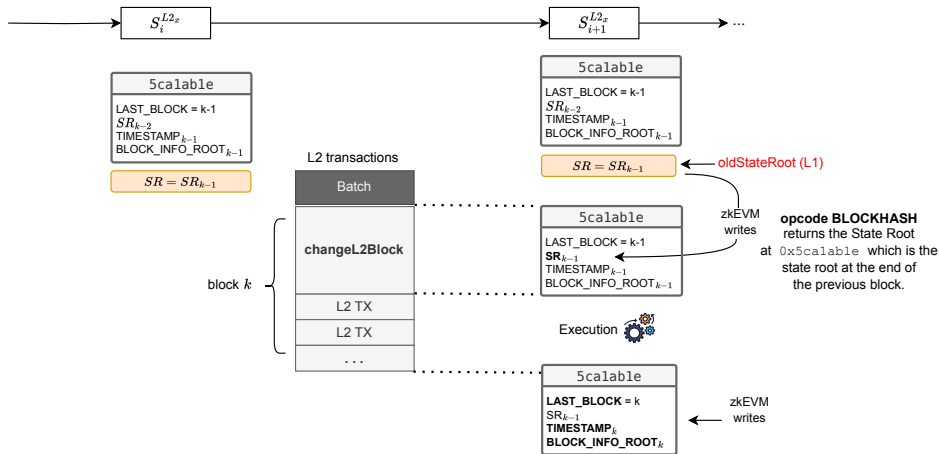 S_i^{L2_x}
S_{i+1}^{L2_x}
...
5ca1ab1e
LAST_BLOCK = k-1
SR_{k-2}
TIMESTAMP_{k-1}
BLOCK_INFO_ROOT_{k-1}
SR = SR_{k-1}
5ca1ab1e
LAST_BLOCK = k-1
SR_{k-2}
TIMESTAMP_{k-1}
BLOCK_INFO_ROOT_{k-1}
SR = SR_{k-1}
oldStateRoot (L1)
L2 transactions
Batch
changeL2Block
L2 TX
L2 TX
...
block k
5ca1ab1e
LAST_BLOCK = k-1
SR_{k-1}
TIMESTAMP_{k-1}
BLOCK_INFO_ROOT_{k-1}
zkEVM
writes
opcode BLOCKHASH
returns the State Root
at 0x5ca1ab1e which is the
state root at the end of
the previous block.
Execution
5ca1ab1e
LAST_BLOCK = k
SR_{k-1}
TIMESTAMP_k
BLOCK_INFO_ROOT_k
zkEVM
writes